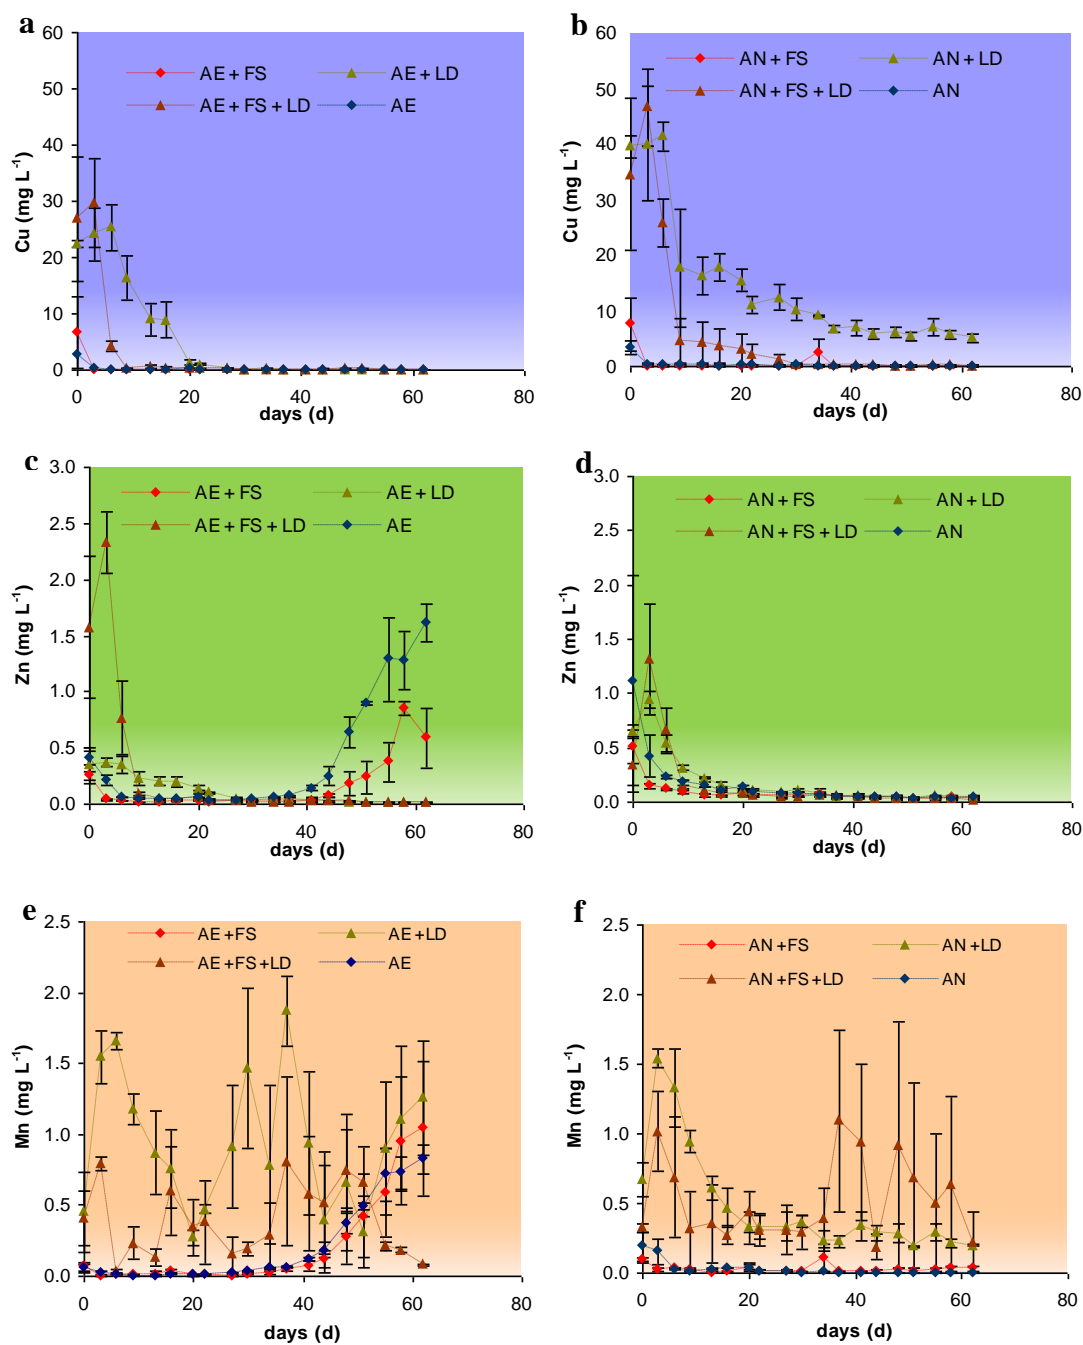 a
60
50
40
30
20
10
0
Cu (mg L⁻¹)
AE + FS
AE + LD
AE + FS + LD
AE
0 20 40 60 80
days (d)
b
60
50
40
30
20
10
0
Cu (mg L⁻¹)
AN + FS
AN + LD
AN + FS + LD
AN
0 20 40 60 80
days (d)
c
3.0
2.5
2.0
1.5
1.0
0.5
0.0
Zn (mg L⁻¹)
AE + FS
AE + LD
AE + FS + LD
AE
0 20 40 60 80
days (d)
d
3.0
2.5
2.0
1.5
1.0
0.5
0.0
Zn (mg L⁻¹)
AN + FS
AN + LD
AN + FS + LD
AN
0 20 40 60 80
days (d)
e
2.5
2.0
1.5
1.0
0.5
0.0
Mn (mg L⁻¹)
AE +FS
AE +LD
AE +FS +LD
AE
0 20 40 60 80
days (d)
f
2.5
2.0
1.5
1.0
0.5
0.0
Mn (mg L⁻¹)
AN +FS
AN +LD
AN +FS +LD
AN
0 20 40 60 80
days (d)